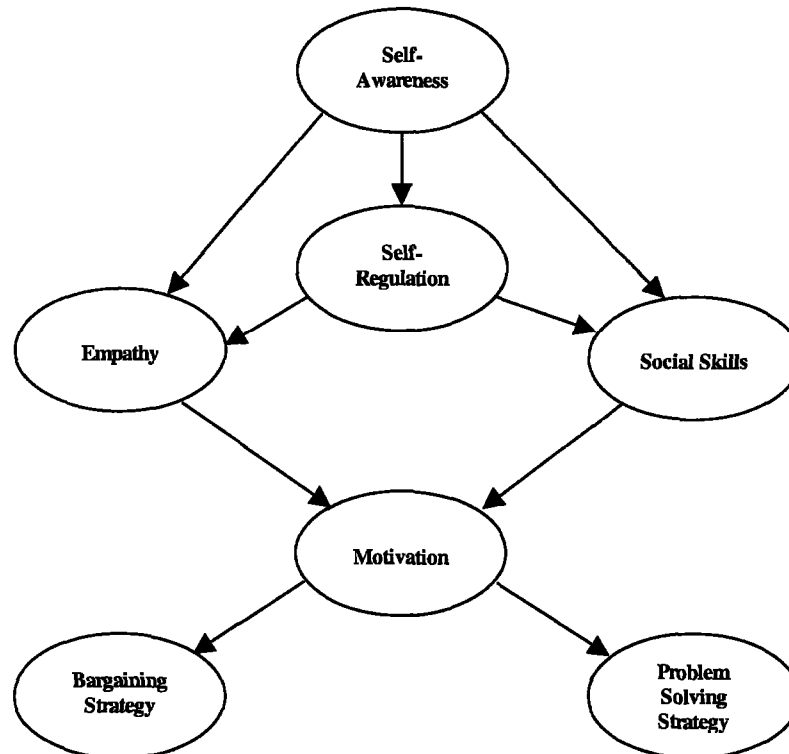 Self-
Awareness
Self-
Regulation
Empathy
Social Skills
Motivation
Bargaining
Strategy
Problem
Solving
Strategy